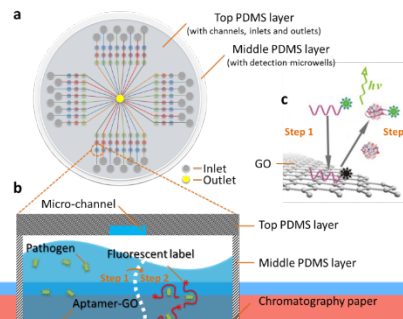 a
Top PDMS layer
(with channels, inlets and outlets)
Middle PDMS layer
(with detection microwells)
Inlet
Outlet
c
hν
Step 1
Step
GO
b
Micro-channel
Top PDMS layer
Pathogen
Fluorescent label
Step 1
Step 2
Middle PDMS layer
Aptamer-GO
Chromatography paper